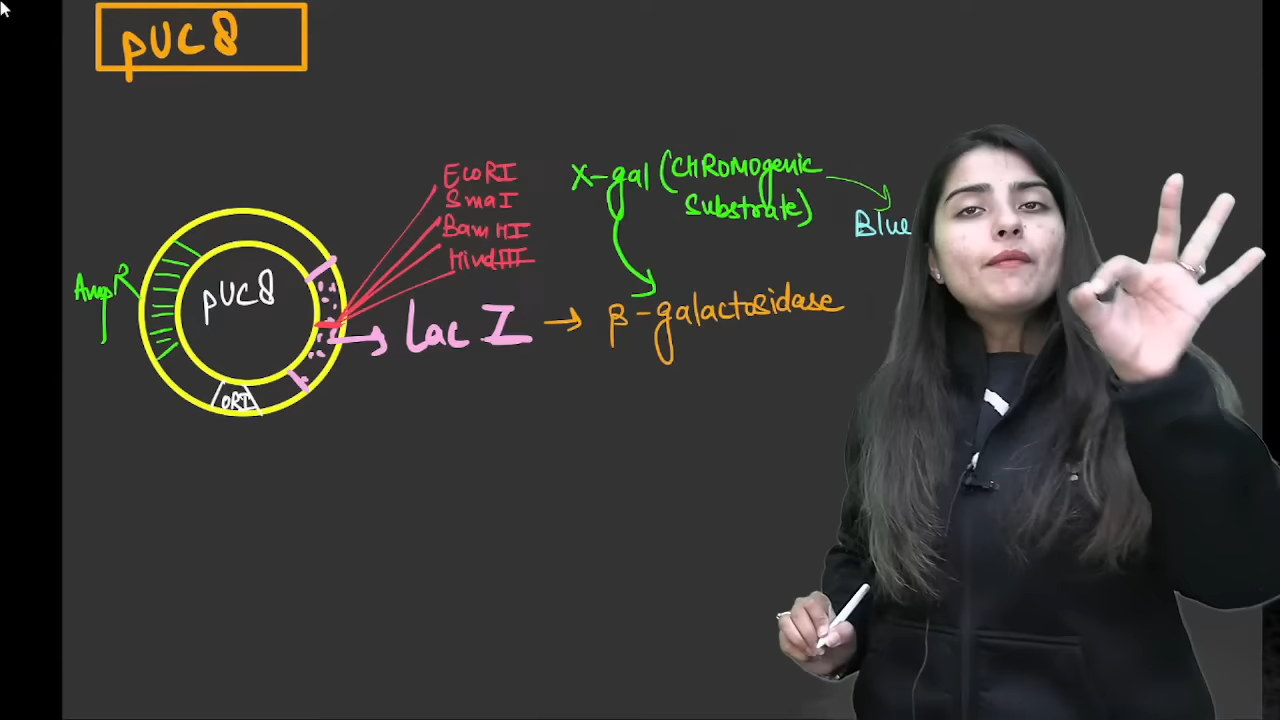 pUC8
EcoRI
SmaI
BamHI
HindIII
X-gal (CHROMOgenic
Substrate)
Blue
AmpR
pUC8
Lac I → β-galactosidase
ORI